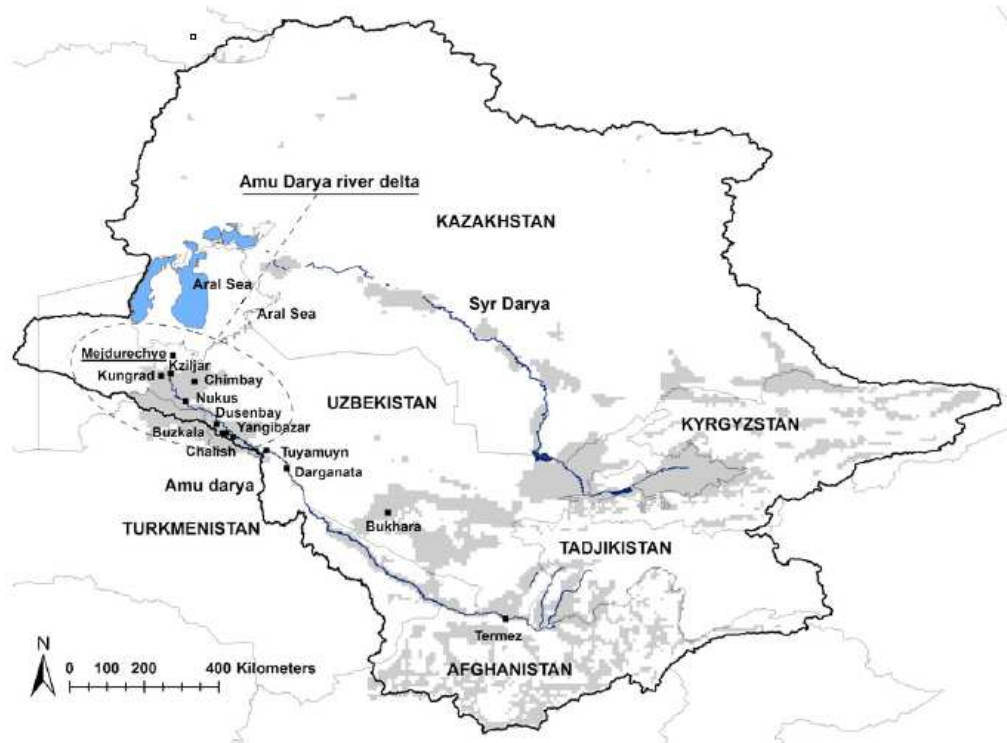 Amu Darya river delta
KAZAKHSTAN
Aral Sea
Syr Darya
Aral Sea
Mejdurechye
Kziljar
Kungrad
Chimbay
Nukus
UZBEKISTAN
KYRGYZSTAN
Dusenbay
Buzkala
Yangibazar
Chalish
Tuyamuyn
Darganata
Amu darya
Bukhara
TURKMENISTAN
TADJIKISTAN
Termez
AFGHANISTAN
N
0 100 200 400 Kilometers